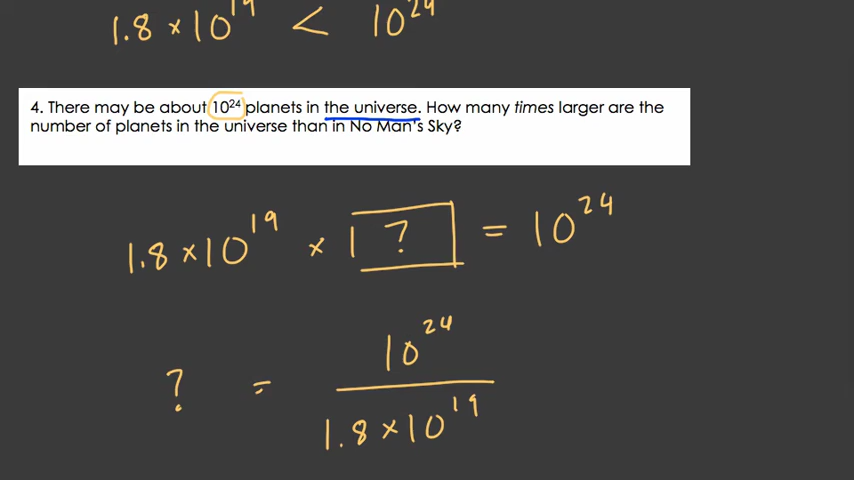 1.8 × 10¹⁹ < 10²⁴
4. There may be about 10²⁴ planets in the universe. How many times larger are the
number of planets in the universe than in No Man's Sky?
1.8 × 10¹⁹ × ? = 10²⁴
? = 10²⁴
1.8 × 10¹⁹